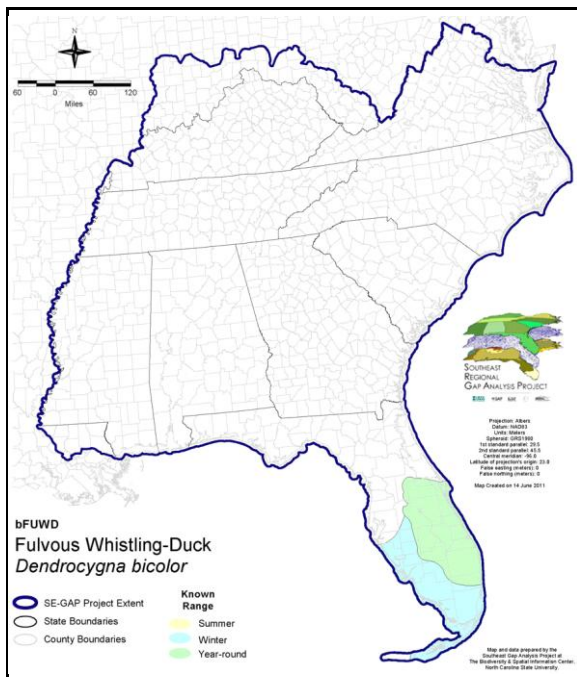 60 0 60 120
Miles
SOUTHEAST
REGIONAL
GAP ANALYSIS PROJECT
Projection: Albers
Datum: NAD83
Units: Meters
Spheroid: GRS1980
1st standard parallel: 29.5
2nd standard parallel: 45.5
Central meridian: -96.0
Latitude of projection's origin: 23.0
False easting (meters): 0
False northing (meters): 0
Map Created on 14 June 2011
bFUWD
Fulvous Whistling-Duck
Dendrocygna bicolor
SE-GAP Project Extent
State Boundaries
County Boundaries
Known
Range
Summer
Winter
Year-round
Map and data prepared by the
Southeast Gap Analysis Project at
The Biodiversity & Spatial Information Center,
North Carolina State University.